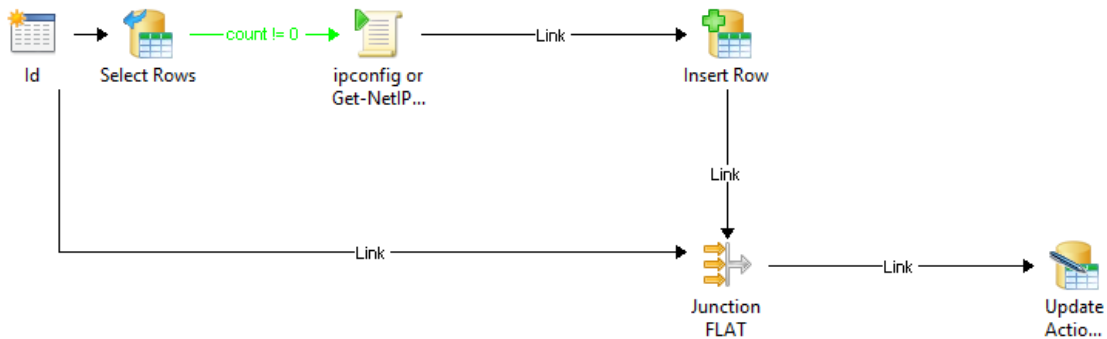 Id
Select Rows
count != 0
ipconfig or
Get-NetIP...
Link
Insert Row
Link
Link
Junction
FLAT
Link
Update
Actio...